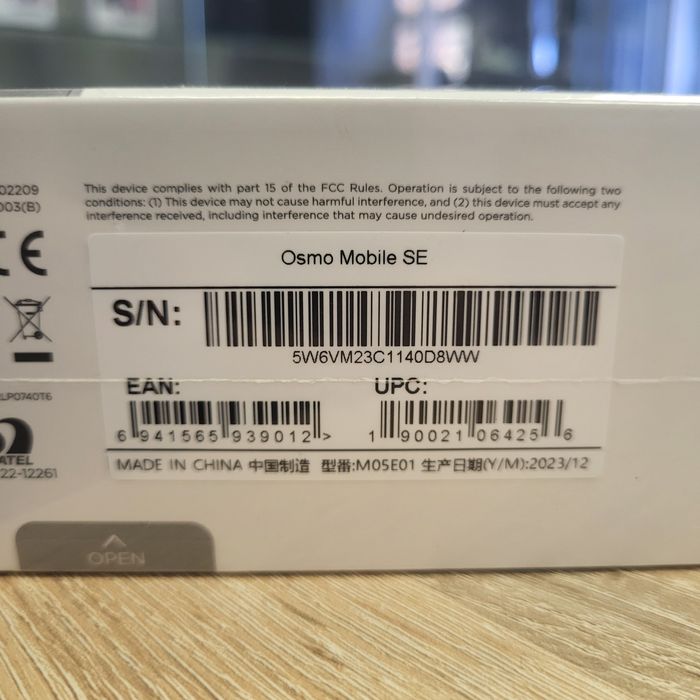 02209
003(B)
This device complies with part 15 of the FCC Rules. Operation is subject to the following two
conditions: (1) This device may not cause harmful interference, and (2) this device must accept any
interference received, including interference that may cause undesired operation.
CE
Osmo Mobile SE
S/N:
5W6VM23C1140D8WW
EAN: UPC:
6 941565 939012 > 1 90021 06425 6
LP0740T6
ATEL
22-12261
MADE IN CHINA 中国制造 型番:M05E01 生产日期(Y/M):2023/12
OPEN